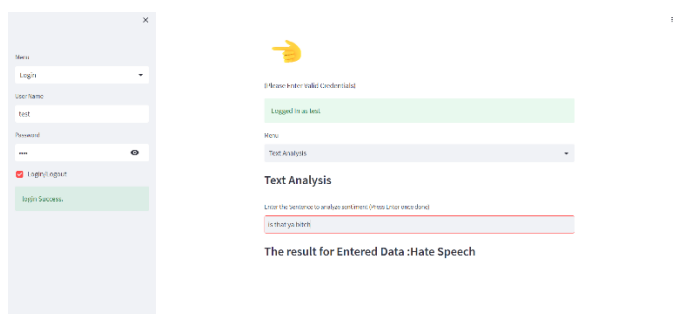 Menu
Login
User Name
test
Password
Login/Logout
login Success.
(Please Enter Valid Credentials)
Logged In as test
Menu
Text Analysis
Text Analysis
Enter the Sentence to analyze sentiment (Press Enter once done)
is that ya bitch
The result for Entered Data :Hate Speech